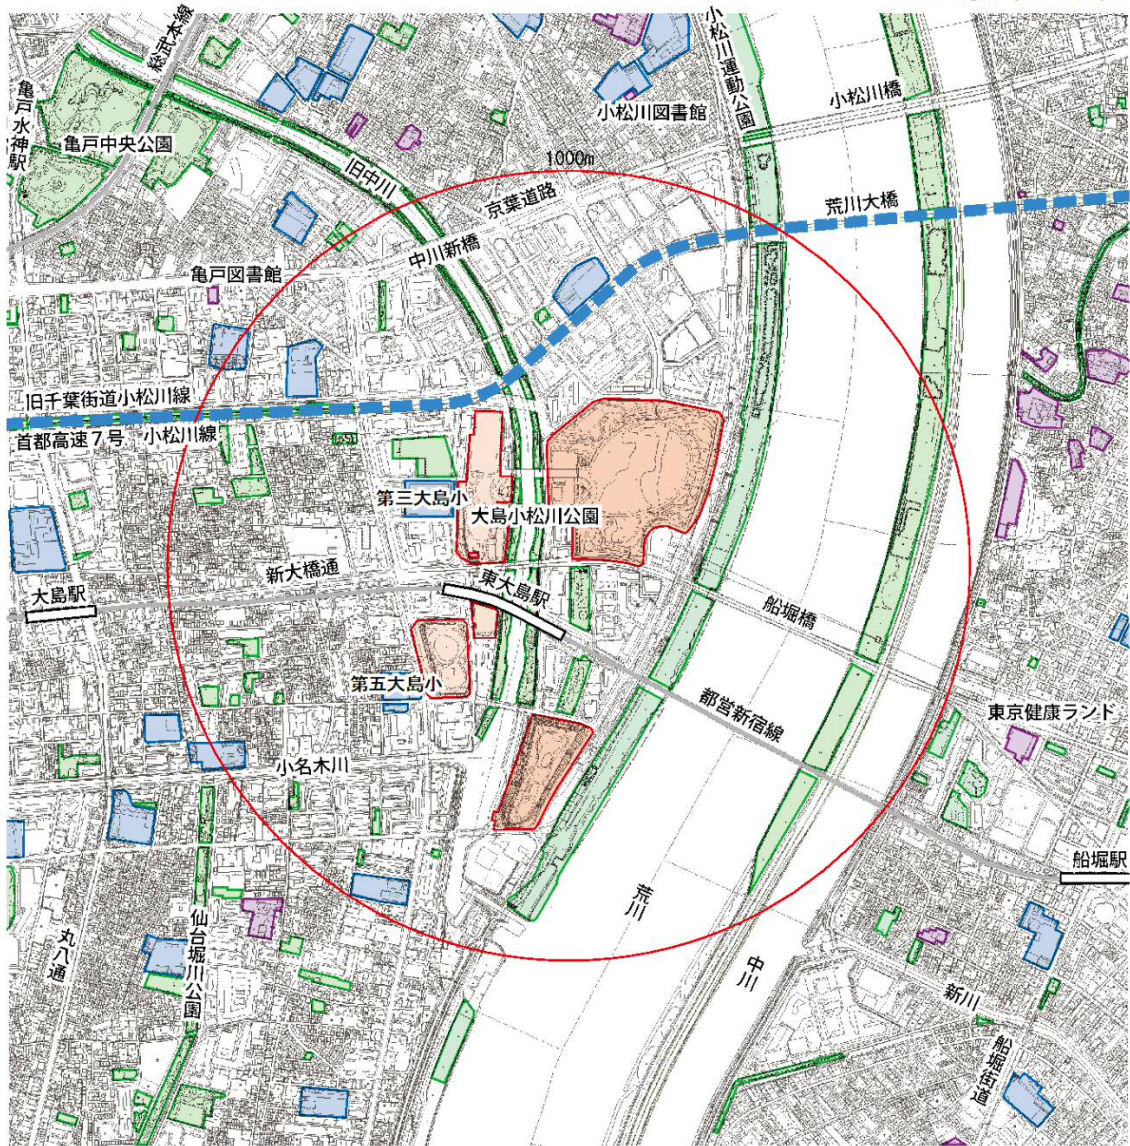 小松川運動公園
総武本線
亀戸水神駅
亀戸中央公園
小松川橋
小松川図書館
1000m
旧中川
京葉道路
荒川大橋
中川新橋
亀戸図書館
旧千葉街道小松川線
首都高速7号 小松川線
第三大島小
大島小松川公園
新大橋通
大島駅
東大島駅
船堀橋
第五大島小
都営新宿線
東京健康ランド
小名木川
船堀駅
荒川
仙台堀川公園
丸八通
中川
新川
船堀街道